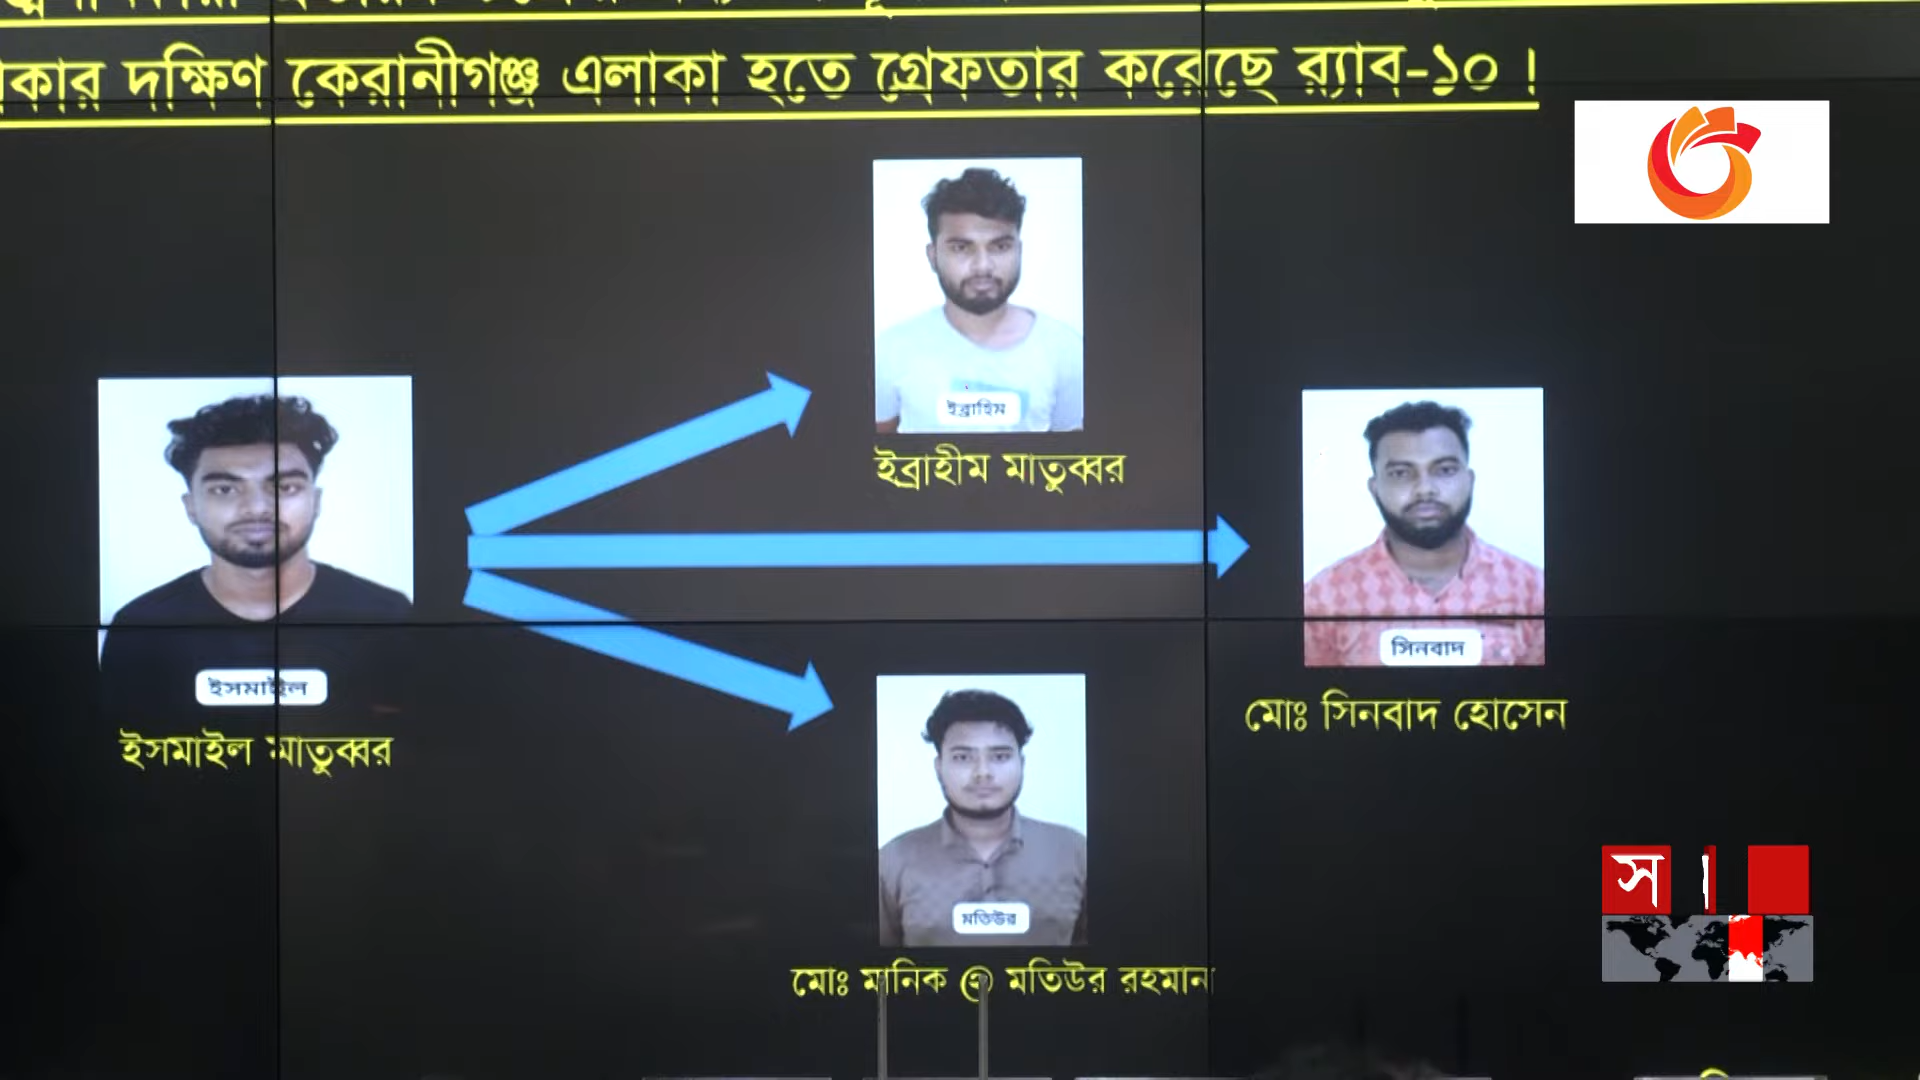 দক্ষিণ কেরানীগঞ্জ এলাকা হতে গ্রেফতার করেছে র‍্যাব-১০।
ইব্রাহিম
ইব্রাহীম মাতুব্বর
ইসমাইল
ইসমাইল মাতুব্বর
সিনবাদ
মোঃ সিনবাদ হোসেন
মতিউর
মোঃ মানিক @ মতিউর রহমান